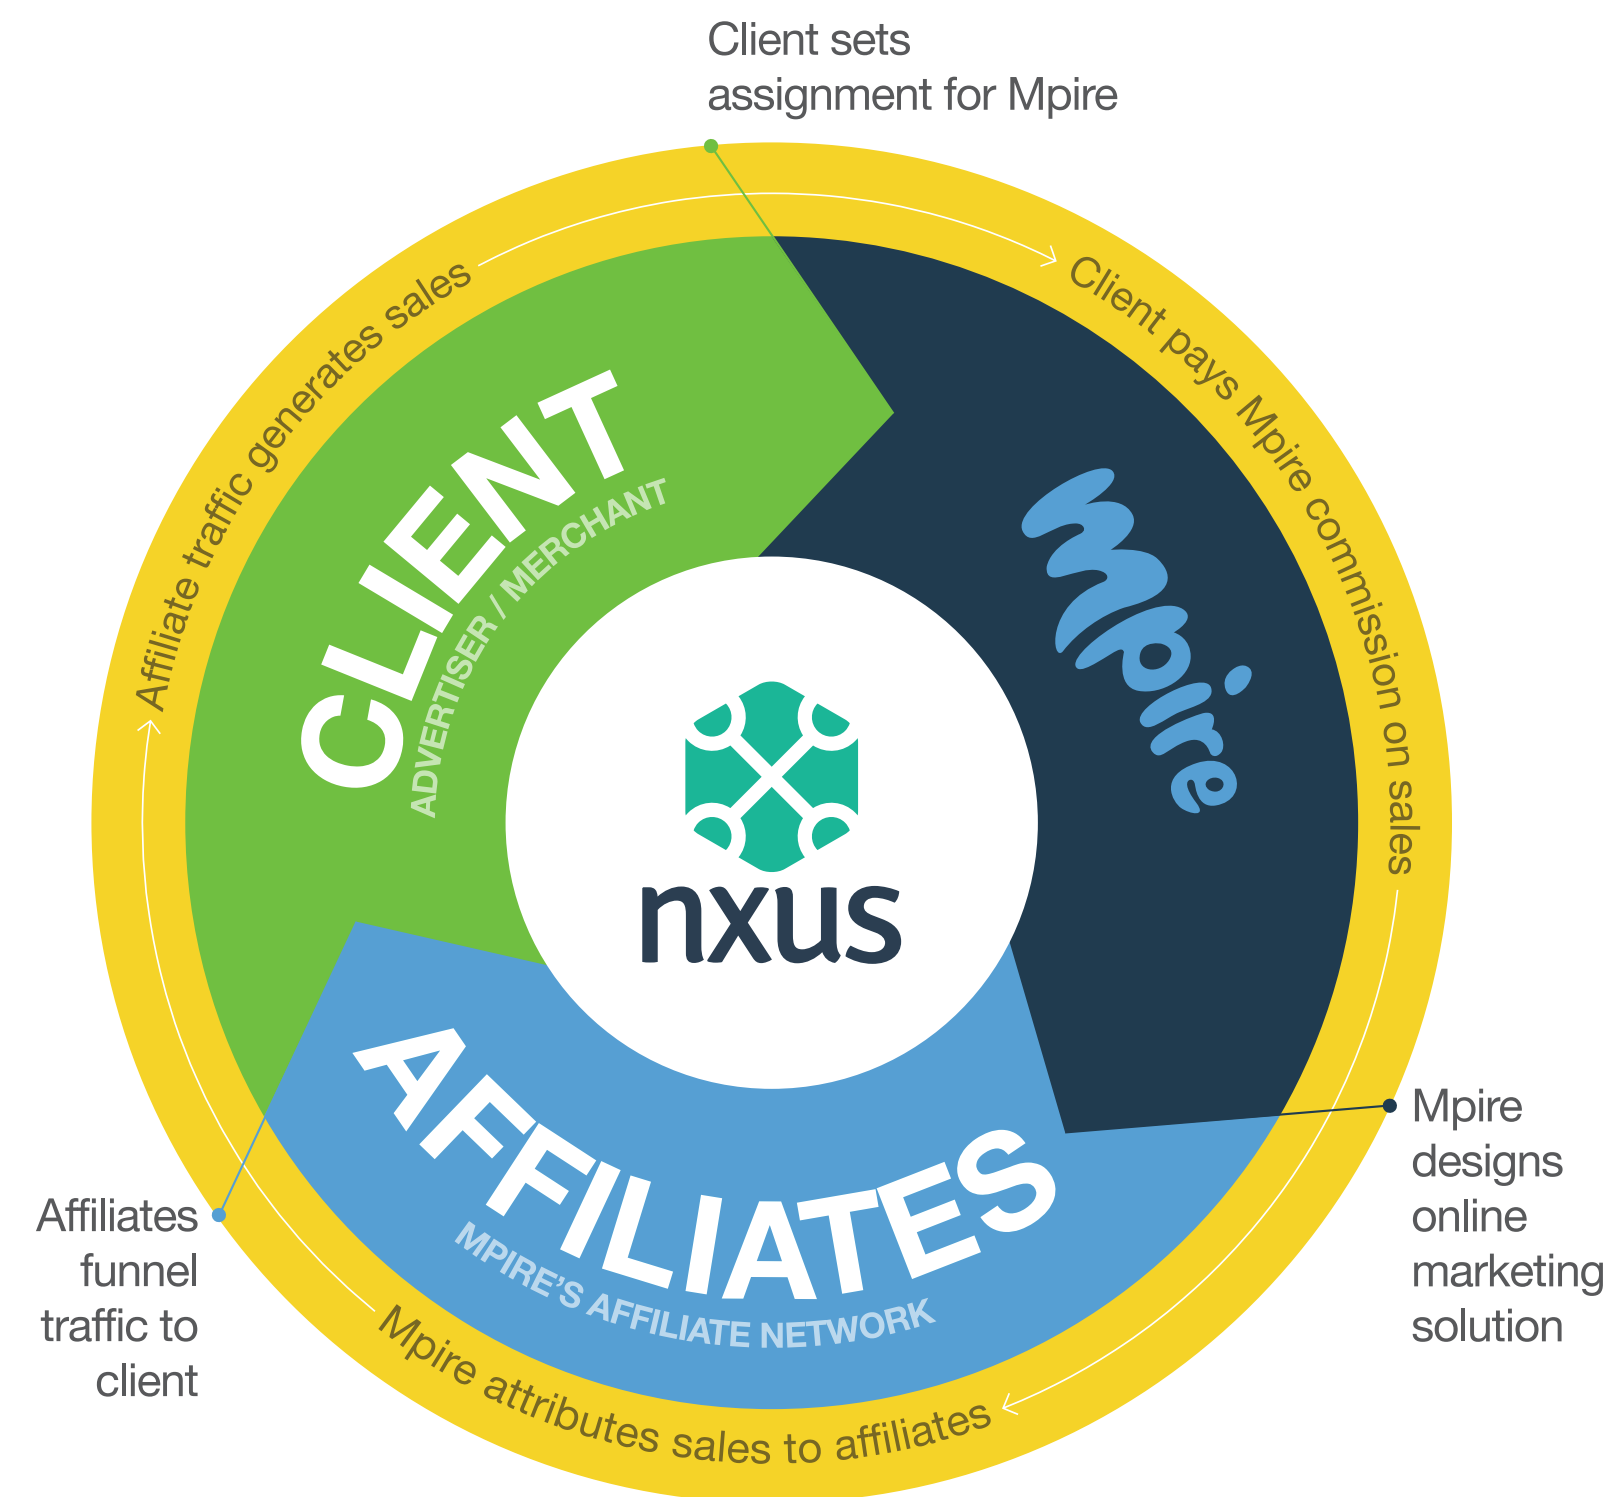 Client sets
assignment for Mpire
Affiliate traffic generates sales
Client pays Mpire commission on sales
CLIENT
ADVERTISER / MERCHANT
Mpire
nxus
Mpire
designs
online
marketing
solution
Affiliates
funnel
traffic to
client
AFFILIATES
MPIRE’S AFFILIATE NETWORK
Mpire attributes sales to affiliates